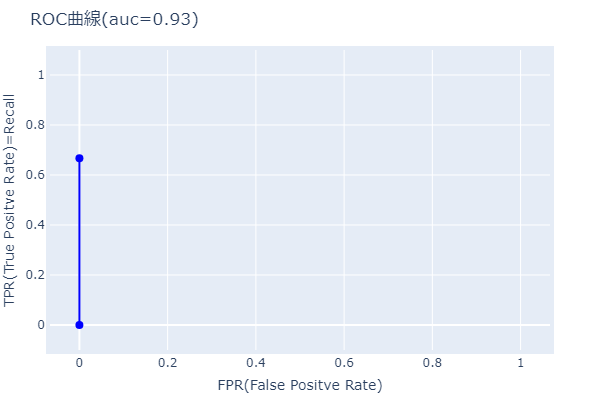 ROC曲線(auc=0.93)
TPR(True Positve Rate)=Recall
1
0.8
0.6
0.4
0.2
0
0 0.2 0.4 0.6 0.8 1
FPR(False Positve Rate)